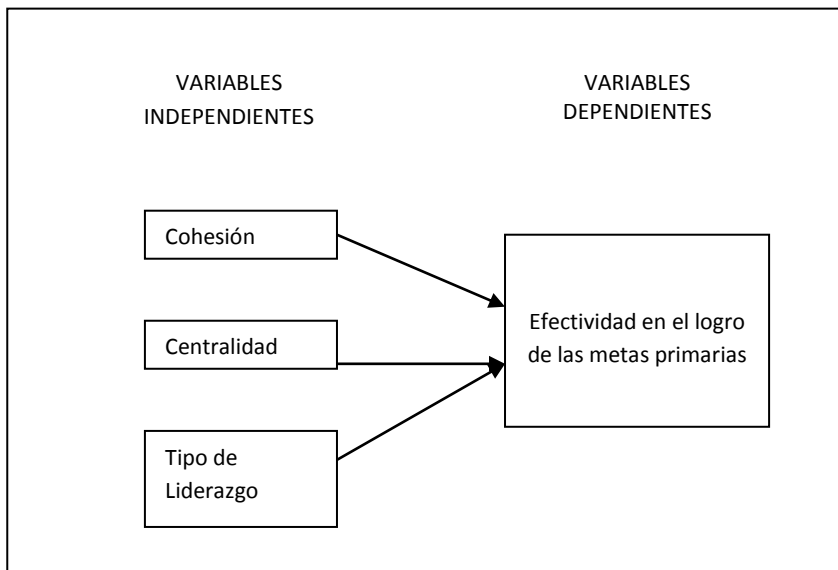 VARIABLES
INDEPENDIENTES
VARIABLES
DEPENDIENTES
Cohesión
Centralidad
Tipo de
Liderazgo
Efectividad en el logro
de las metas primarias